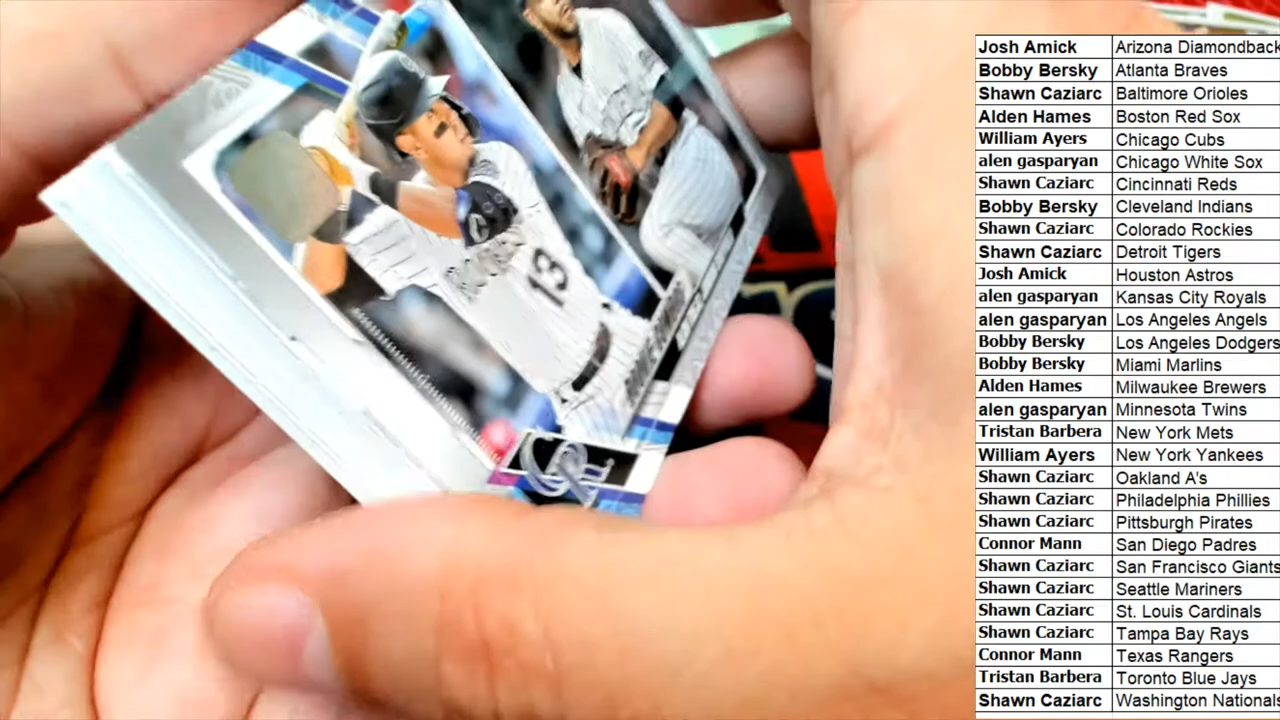 Josh Amick Arizona Diamondback
Bobby Bersky Atlanta Braves
Shawn Caziarc Baltimore Orioles
Alden Hames Boston Red Sox
William Ayers Chicago Cubs
alen gasparyan Chicago White Sox
Shawn Caziarc Cincinnati Reds
Bobby Bersky Cleveland Indians
Shawn Caziarc Colorado Rockies
Shawn Caziarc Detroit Tigers
Josh Amick Houston Astros
alen gasparyan Kansas City Royals
alen gasparyan Los Angeles Angels
Bobby Bersky Los Angeles Dodgers
Bobby Bersky Miami Marlins
Alden Hames Milwaukee Brewers
alen gasparyan Minnesota Twins
Tristan Barbera New York Mets
William Ayers New York Yankees
Shawn Caziarc Oakland A's
Shawn Caziarc Philadelphia Phillies
Shawn Caziarc Pittsburgh Pirates
Connor Mann San Diego Padres
Shawn Caziarc San Francisco Giants
Shawn Caziarc Seattle Mariners
Shawn Caziarc St. Louis Cardinals
Shawn Caziarc Tampa Bay Rays
Connor Mann Texas Rangers
Tristan Barbera Toronto Blue Jays
Shawn Caziarc Washington Nationals
13
CR